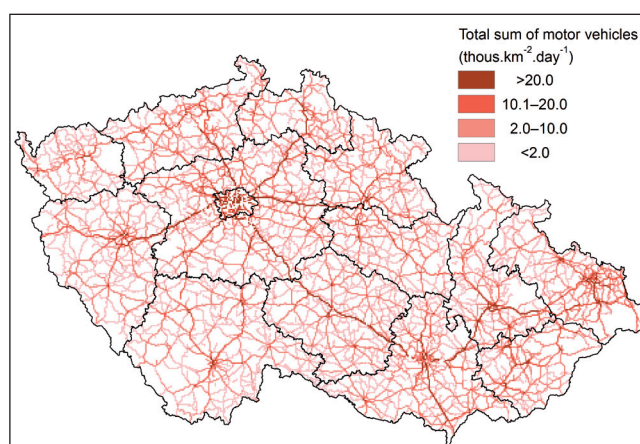 Total sum of motor vehicles
(thous.km⁻².day⁻¹)
>20.0
10.1–20.0
2.0–10.0
<2.0